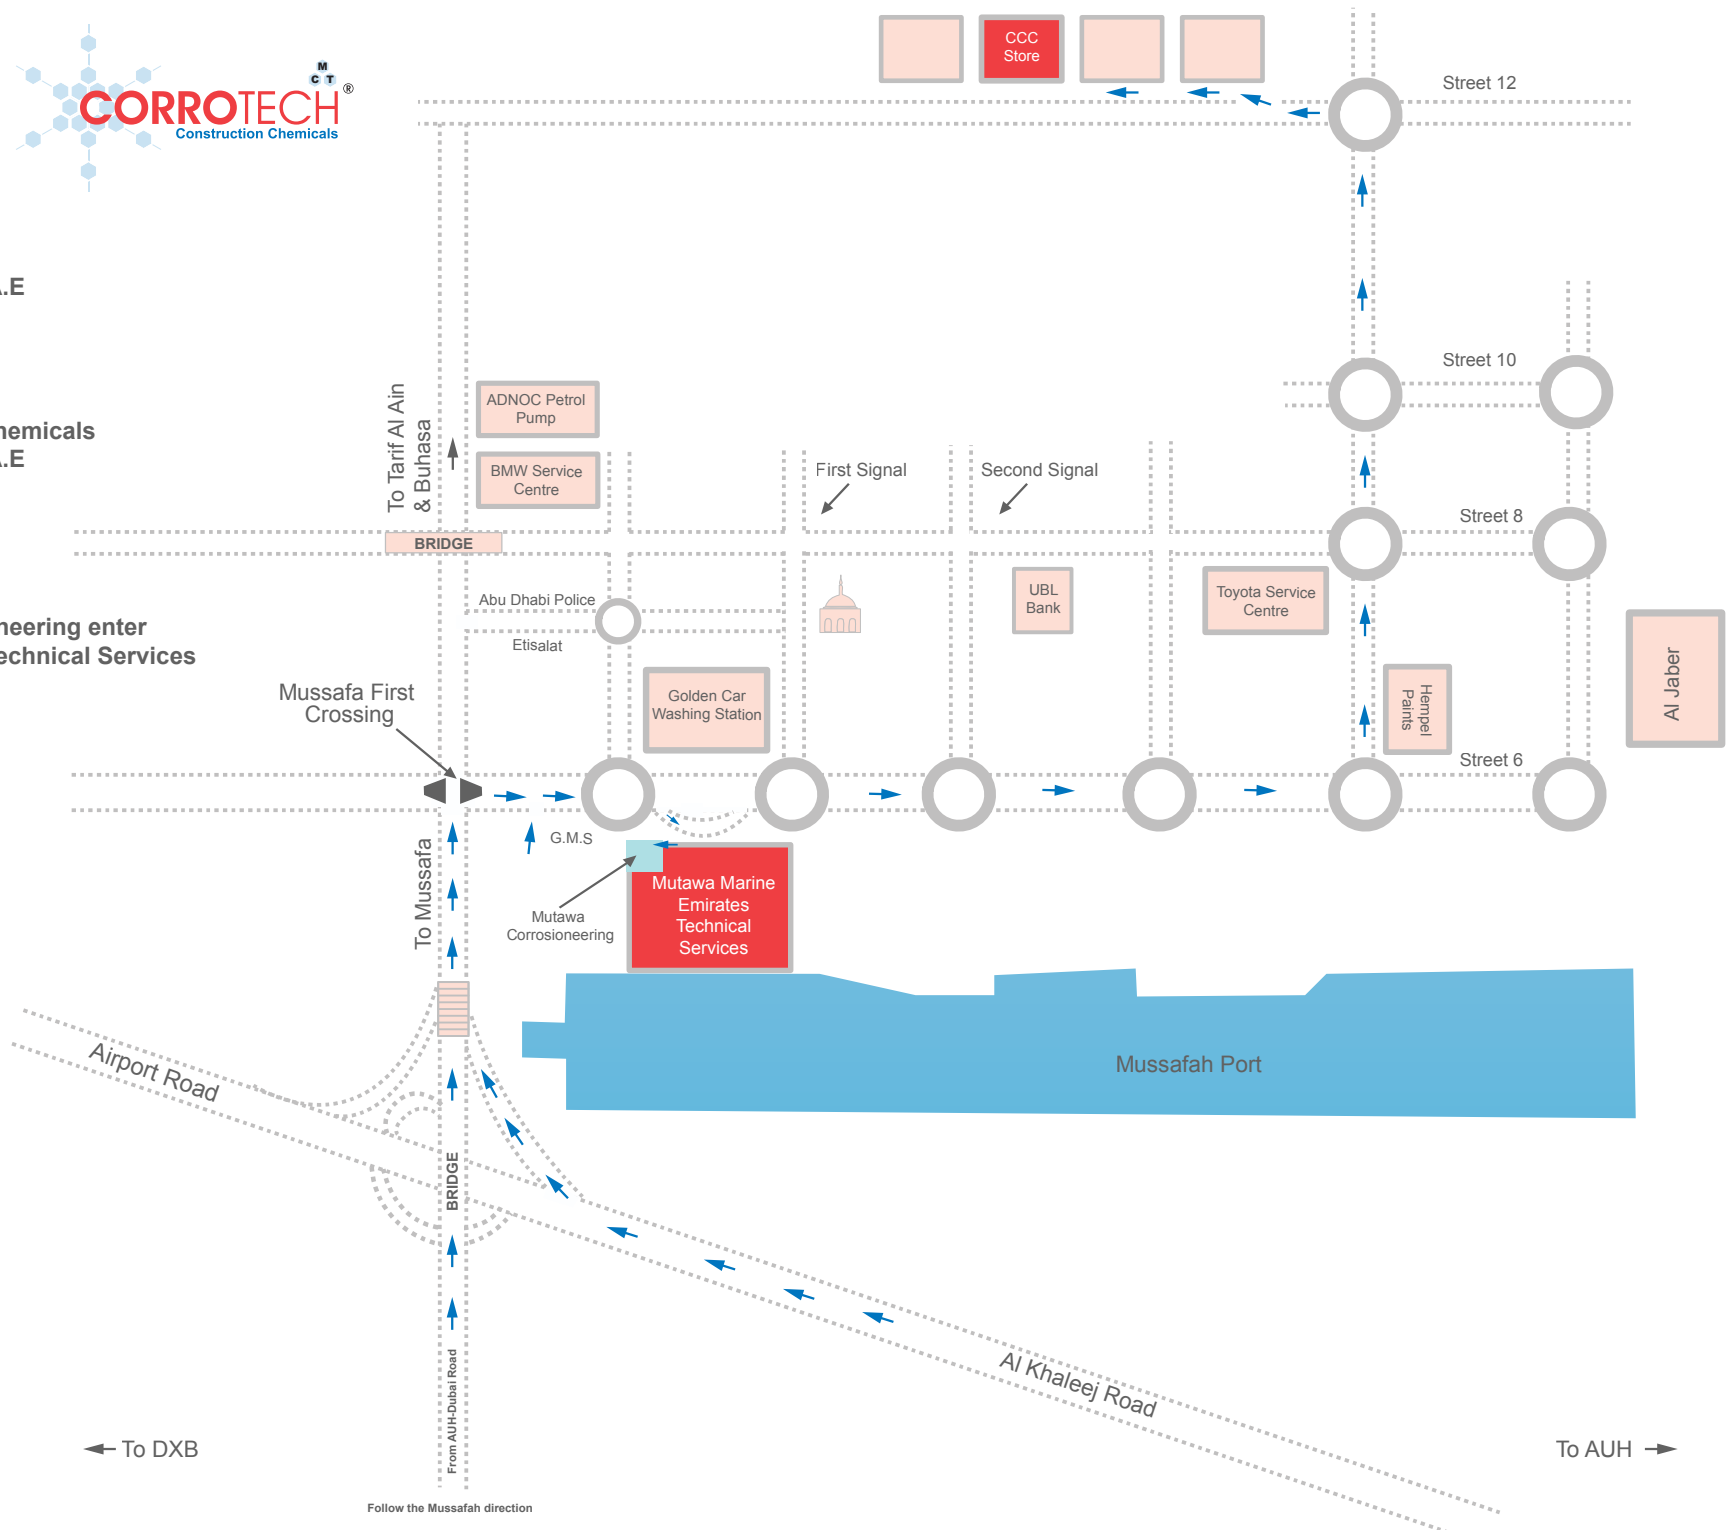 M
C T
CORROTECH®
Construction Chemicals
CCC
Store
Street 12
.E
Street 10
ADNOC Petrol
Pump
To Tarif Al Ain
& Buhasa
hemicals
.E
BMW Service
Centre
First Signal
Second Signal
Street 8
BRIDGE
Abu Dhabi Police
UBL
Bank
Toyota Service
Centre
neering enter
echnical Services
Etisalat
Mussafa First
Crossing
Golden Car
Washing Station
Hempel
Paints
Al Jaber
Street 6
G.M.S
To Mussafa
Mutawa
Corrosioneering
Mutawa Marine
Emirates
Technical
Services
Mussafah Port
Airport Road
BRIDGE
Al Khaleej Road
From AUH-Dubai Road
To DXB
To AUH
Follow the Mussafah direction